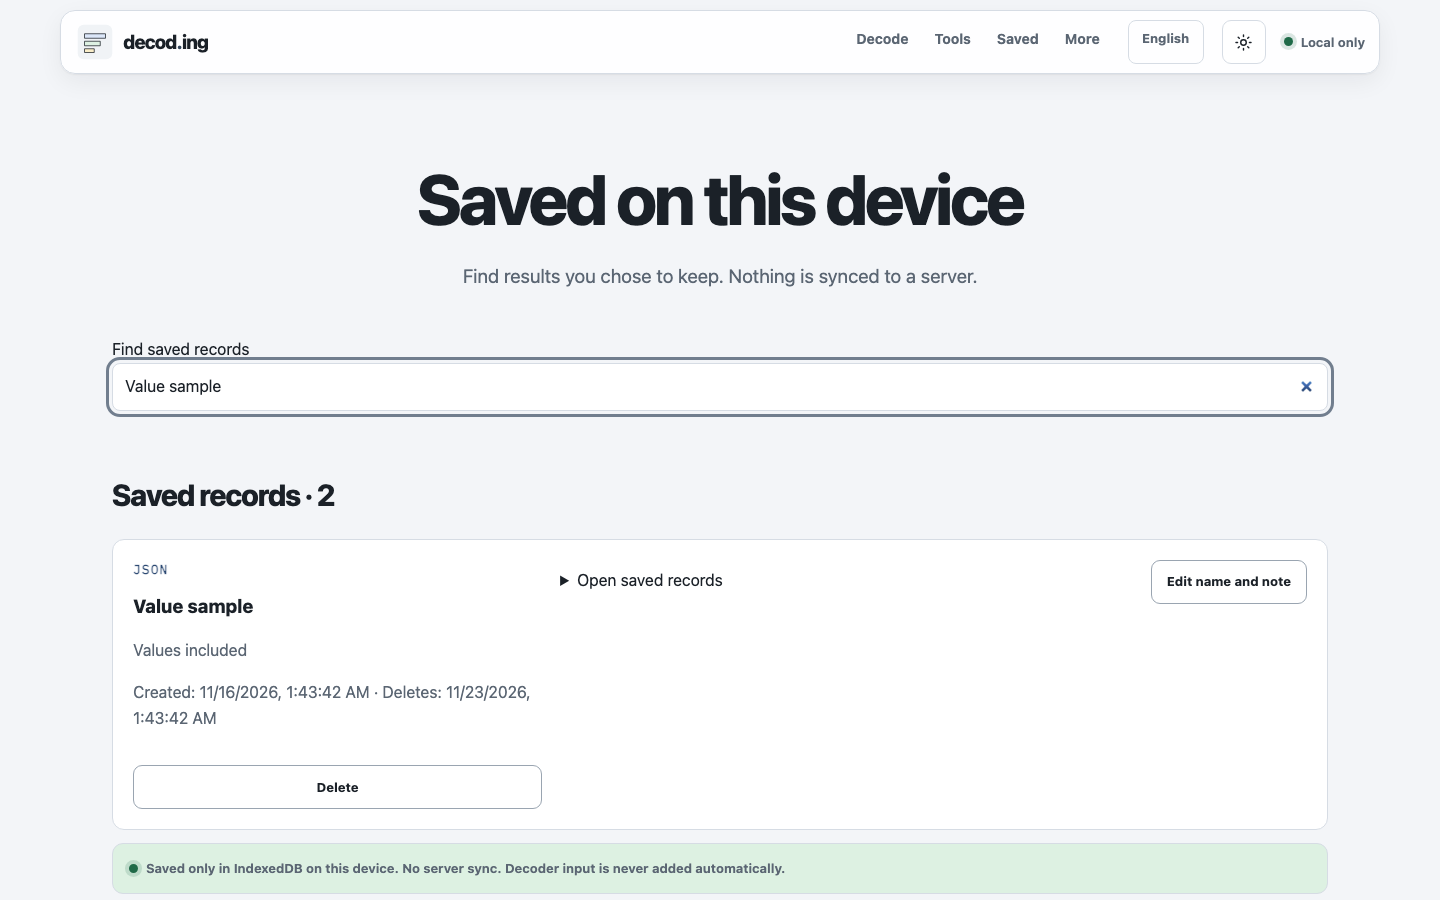 decod.ing
Decode
Tools
Saved
More
English
Local only
Saved on this device
Find results you chose to keep. Nothing is synced to a server.
Find saved records
Value sample
Saved records · 2
JSON
Value sample
Values included
Created: 11/16/2026, 1:43:42 AM · Deletes: 11/23/2026,
1:43:42 AM
Delete
Open saved records
Edit name and note
Saved only in IndexedDB on this device. No server sync. Decoder input is never added automatically.